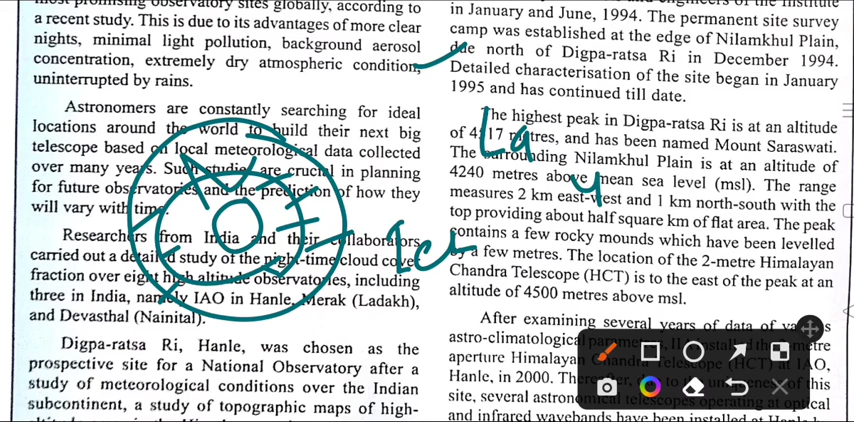 most promising observatory sites globally, according to
a recent study. This is due to its advantages of more clear
nights, minimal light pollution, background aerosol
concentration, extremely dry atmospheric condition,
uninterrupted by rains.
Astronomers are constantly searching for ideal
locations around the world to build their next big
telescope based on local meteorological data collected
over many years. Such studies are crucial in planning
for future observatories and the prediction of how they
will vary with time.
Researchers from India and their collaborators
carried out a detailed study of the night-time cloud cover
fraction over eight high altitude observatories, including
three in India, namely IAO in Hanle, Merak (Ladakh),
and Devasthal (Nainital).
Digpa-ratsa Ri, Hanle, was chosen as the
prospective site for a National Observatory after a
study of meteorological conditions over the Indian
subcontinent, a study of topographic maps of high-
of the Institute
in January and June, 1994. The permanent site survey
camp was established at the edge of Nilamkhul Plain,
due north of Digpa-ratsa Ri in December 1994.
Detailed characterisation of the site began in January
1995 and has continued till date.
The highest peak in Digpa-ratsa Ri is at an altitude
of 4517 metres, and has been named Mount Saraswati.
The surrounding Nilamkhul Plain is at an altitude of
4240 metres above mean sea level (msl). The range
measures 2 km east-west and 1 km north-south with the
top providing about half square km of flat area. The peak
contains a few rocky mounds which have been levelled
by a few metres. The location of the 2-metre Himalayan
Chandra Telescope (HCT) is to the east of the peak at an
altitude of 4500 metres above msl.
After examining several years of data of
astro-climatological
aperture Himalayan Chandra Telescope (HCT) at IAO,
Hanle, in 2000. of this
site, several astronomical telescopes operating at optical
and infrared wavebands have been installed at
La